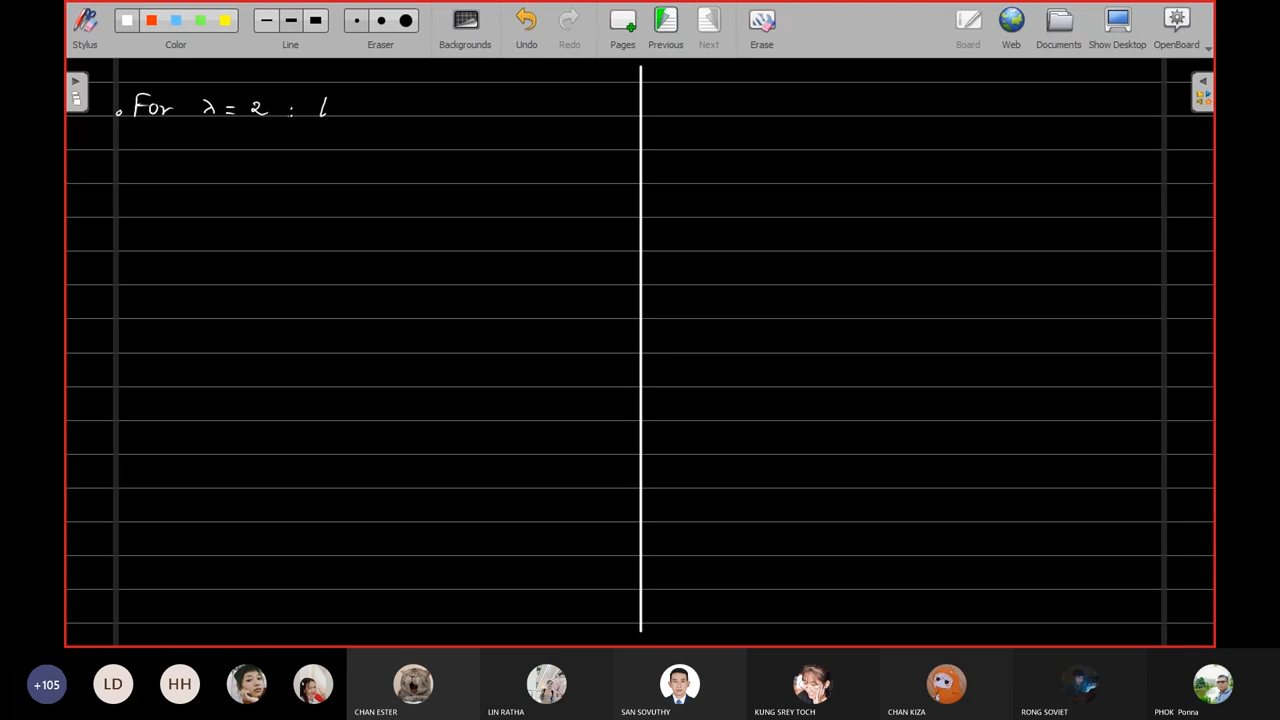 Stylus Color Line Eraser Backgrounds Undo Redo Pages Previous Next Erase Board Web Documents Show Desktop OpenBoard
. For λ = 2 : l
+105 LD HH CHAN ESTER LIN RATHA SAN SOVUTHY KUNG SREY TOCH CHAN KIZA RONG SOVIET PHOK Ponna